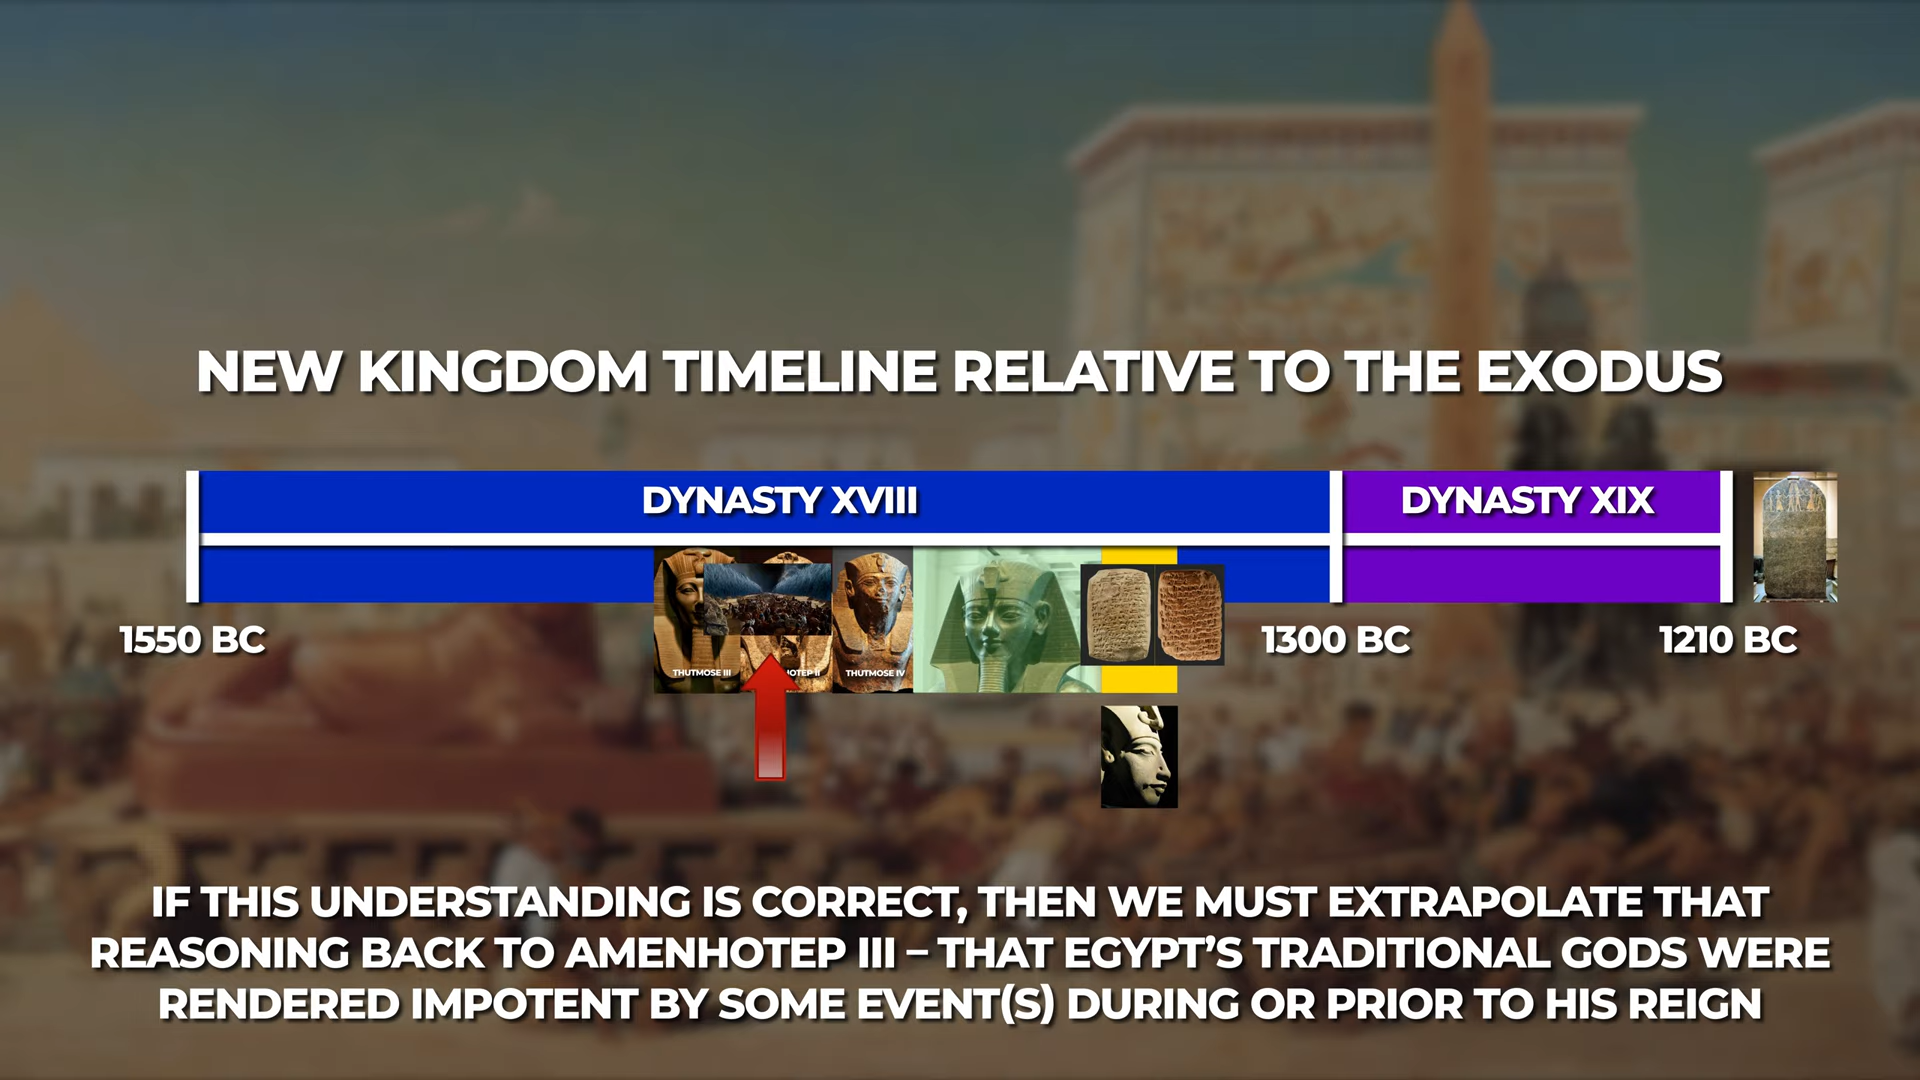 NEW KINGDOM TIMELINE RELATIVE TO THE EXODUS
DYNASTY XVIII
DYNASTY XIX
THUTMOSE III
HOTEP II
THUTMOSE IV
1550 BC
1300 BC
1210 BC
IF THIS UNDERSTANDING IS CORRECT, THEN WE MUST EXTRAPOLATE THAT
REASONING BACK TO AMENHOTEP III – THAT EGYPT'S TRADITIONAL GODS WERE
RENDERED IMPOTENT BY SOME EVENT(S) DURING OR PRIOR TO HIS REIGN